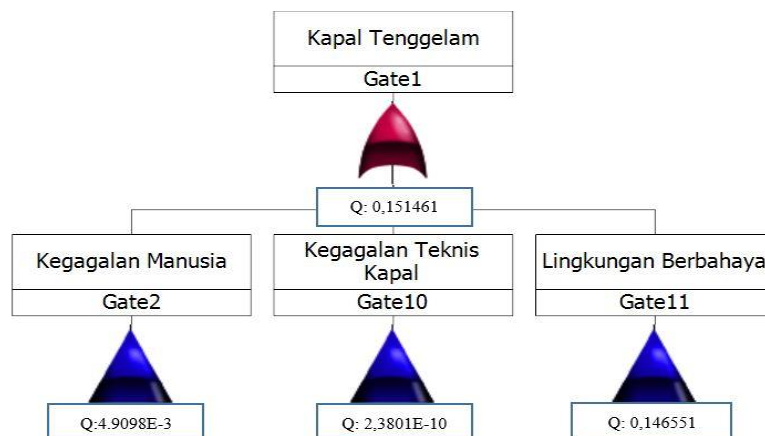 Kapal Tenggelam
Gate1
Q: 0,151461
Kegagalan Manusia
Gate2
Q:4.9098E-3
Kegagalan Teknis
Kapal
Gate10
Q: 2,3801E-10
Lingkungan Berbahaya
Gate11
Q: 0,146551